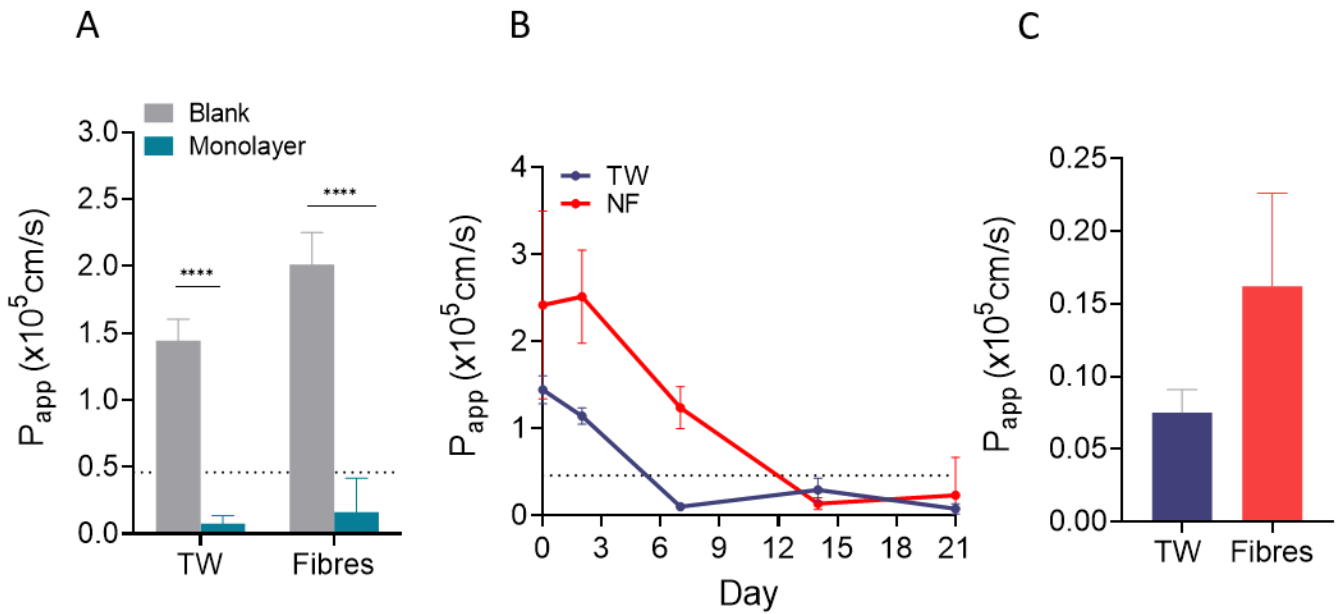 A
Blank
Monolayer
3.0
2.5
2.0
1.5
1.0
0.5
0.0
Papp (x10⁵cm/s)
****
****
TW
Fibres
B
TW
NF
4
3
2
1
0
Papp (x10⁵cm/s)
0 3 6 9 12 15 18 21
Day
C
0.25
0.20
0.15
0.10
0.05
0.00
Papp (x10⁵cm/s)
TW
Fibres